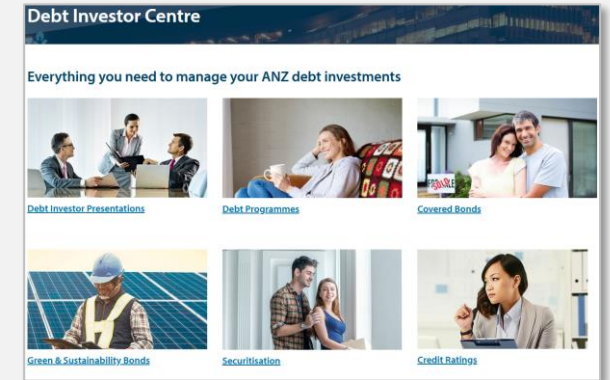 Debt Investor Centre
Everything you need to manage your ANZ debt investments
SOLD
Debt Investor Presentations
Debt Programmes
Covered Bonds
Green & Sustainability Bonds
Securitisation
Credit Ratings